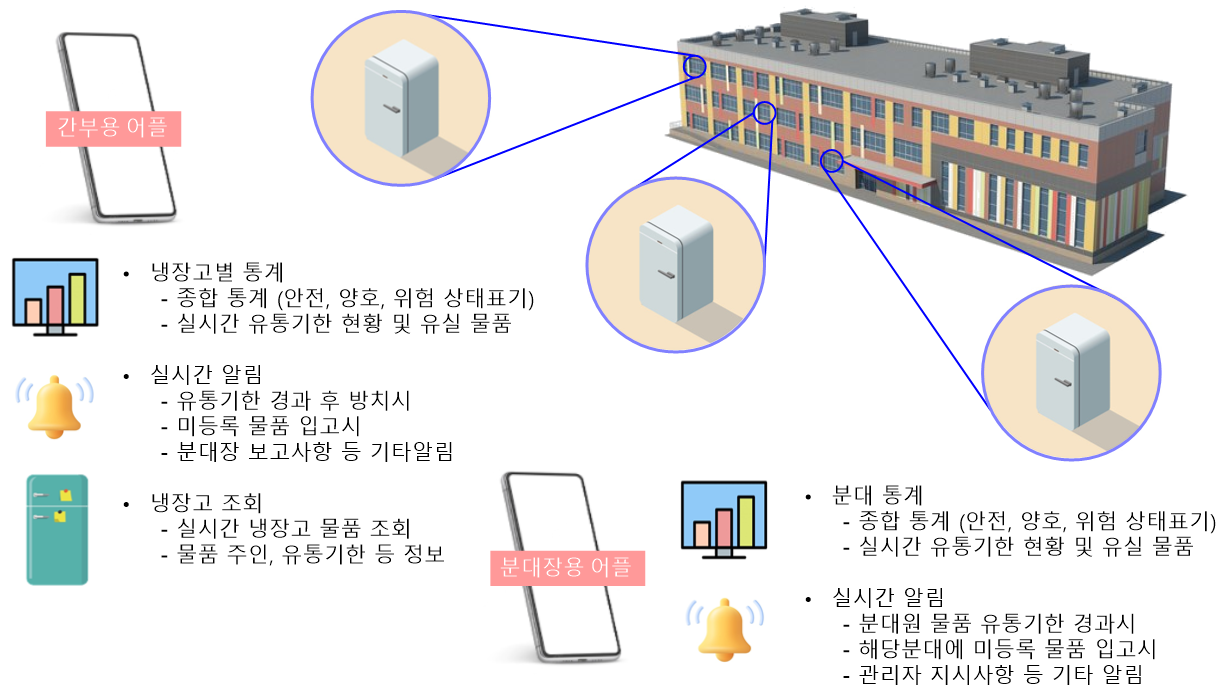 간부용 어플
• 냉장고별 통계
- 종합 통계 (안전, 양호, 위험 상태표기)
- 실시간 유통기한 현황 및 유실 물품
• 실시간 알림
- 유통기한 경과 후 방치시
- 미등록 물품 입고시
- 분대장 보고사항 등 기타알림
• 냉장고 조회
- 실시간 냉장고 물품 조회
- 물품 주인, 유통기한 등 정보
분대장용 어플
• 분대 통계
- 종합 통계 (안전, 양호, 위험 상태표기)
- 실시간 유통기한 현황 및 유실 물품
• 실시간 알림
- 분대원 물품 유통기한 경과시
- 해당분대에 미등록 물품 입고시
- 관리자 지시사항 등 기타 알림